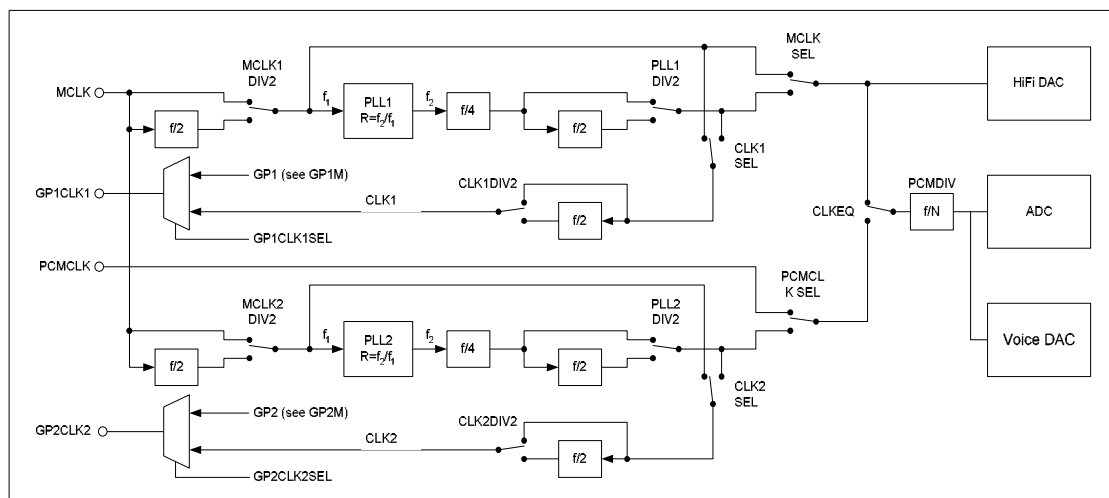 MCLK
SEL
MCLK1
DIV2
PLL1
DIV2
MCLK
f₁
PLL1
R=f₂/f₁
f₂
f/4
HiFi DAC
f/2
f/2
CLK1
SEL
GP1 (see GP1M)
CLK1DIV2
PCMDIV
GP1CLK1
CLK1
f/2
CLKEQ
f/N
ADC
GP1CLK1SEL
PCMCLK
PCMCL
K SEL
MCLK2
DIV2
PLL2
DIV2
f₁
PLL2
R=f₂/f₁
f₂
f/4
Voice DAC
f/2
f/2
CLK2
SEL
GP2 (see GP2M)
CLK2DIV2
GP2CLK2
CLK2
f/2
GP2CLK2SEL